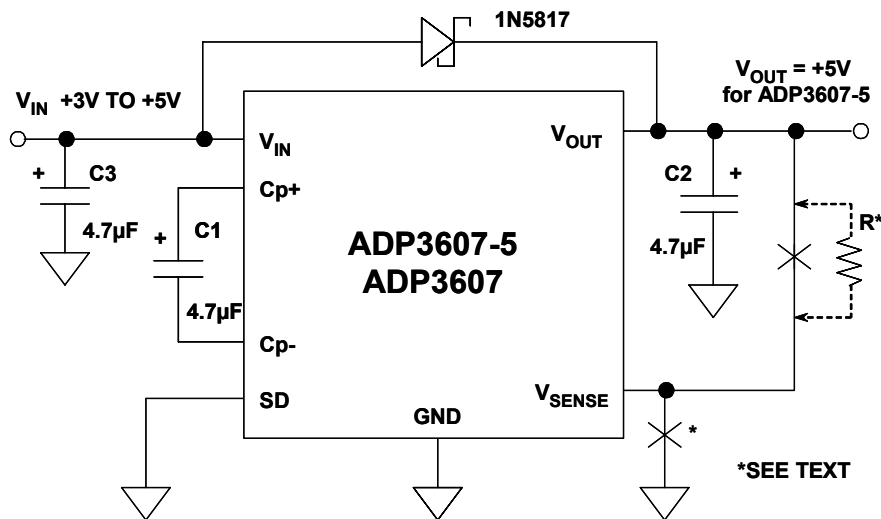 1N5817
V_IN +3V TO +5V
V_OUT = +5V
for ADP3607-5
V_IN
V_OUT
+
C3
4.7µF
Cp+
+
C1
4.7µF
Cp-
ADP3607-5
ADP3607
C2
+
4.7µF
R*
SD
GND
V_SENSE
*
*SEE TEXT